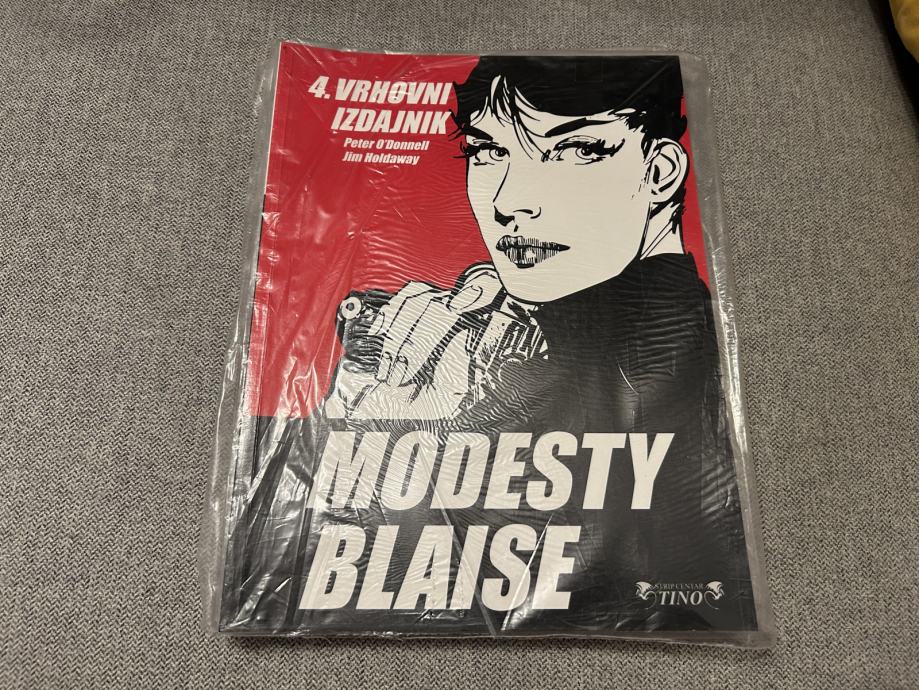 4. VRHOVNI
IZDAJNIK
Peter O'Donnell
Jim Holdaway
MODESTY
BLAISE
STRIP CENTAR
TINO